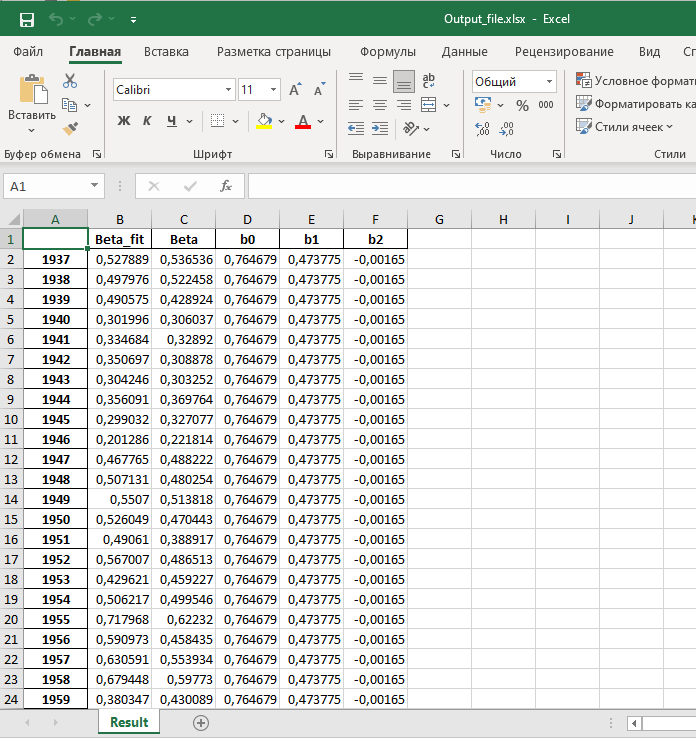 Output_file.xlsx - Excel
Файл Главная Вставка Разметка страницы Формулы Данные Рецензирование Вид Сп
Вставить
Calibri 11
Ж К Ч
Общий
% 000
Условное формати
Форматировать ка
Стили ячеек
Буфер обмена Шрифт Выравнивание Число Стили
A1 fx
A B C D E F G H I J K
1 Beta_fit Beta b0 b1 b2
2 1937 0,527889 0,536536 0,764679 0,473775 -0,00165
3 1938 0,497976 0,522458 0,764679 0,473775 -0,00165
4 1939 0,490575 0,428924 0,764679 0,473775 -0,00165
5 1940 0,301996 0,306037 0,764679 0,473775 -0,00165
6 1941 0,334684 0,32892 0,764679 0,473775 -0,00165
7 1942 0,350697 0,308878 0,764679 0,473775 -0,00165
8 1943 0,304246 0,303252 0,764679 0,473775 -0,00165
9 1944 0,356091 0,369764 0,764679 0,473775 -0,00165
10 1945 0,299032 0,327077 0,764679 0,473775 -0,00165
11 1946 0,201286 0,221814 0,764679 0,473775 -0,00165
12 1947 0,467765 0,488222 0,764679 0,473775 -0,00165
13 1948 0,507131 0,480254 0,764679 0,473775 -0,00165
14 1949 0,5507 0,513818 0,764679 0,473775 -0,00165
15 1950 0,526049 0,470443 0,764679 0,473775 -0,00165
16 1951 0,49061 0,388917 0,764679 0,473775 -0,00165
17 1952 0,567007 0,486513 0,764679 0,473775 -0,00165
18 1953 0,429621 0,459227 0,764679 0,473775 -0,00165
19 1954 0,506217 0,499546 0,764679 0,473775 -0,00165
20 1955 0,717968 0,62232 0,764679 0,473775 -0,00165
21 1956 0,590973 0,458435 0,764679 0,473775 -0,00165
22 1957 0,630591 0,553934 0,764679 0,473775 -0,00165
23 1958 0,679448 0,59773 0,764679 0,473775 -0,00165
24 1959 0,380347 0,430089 0,764679 0,473775 -0,00165
Result